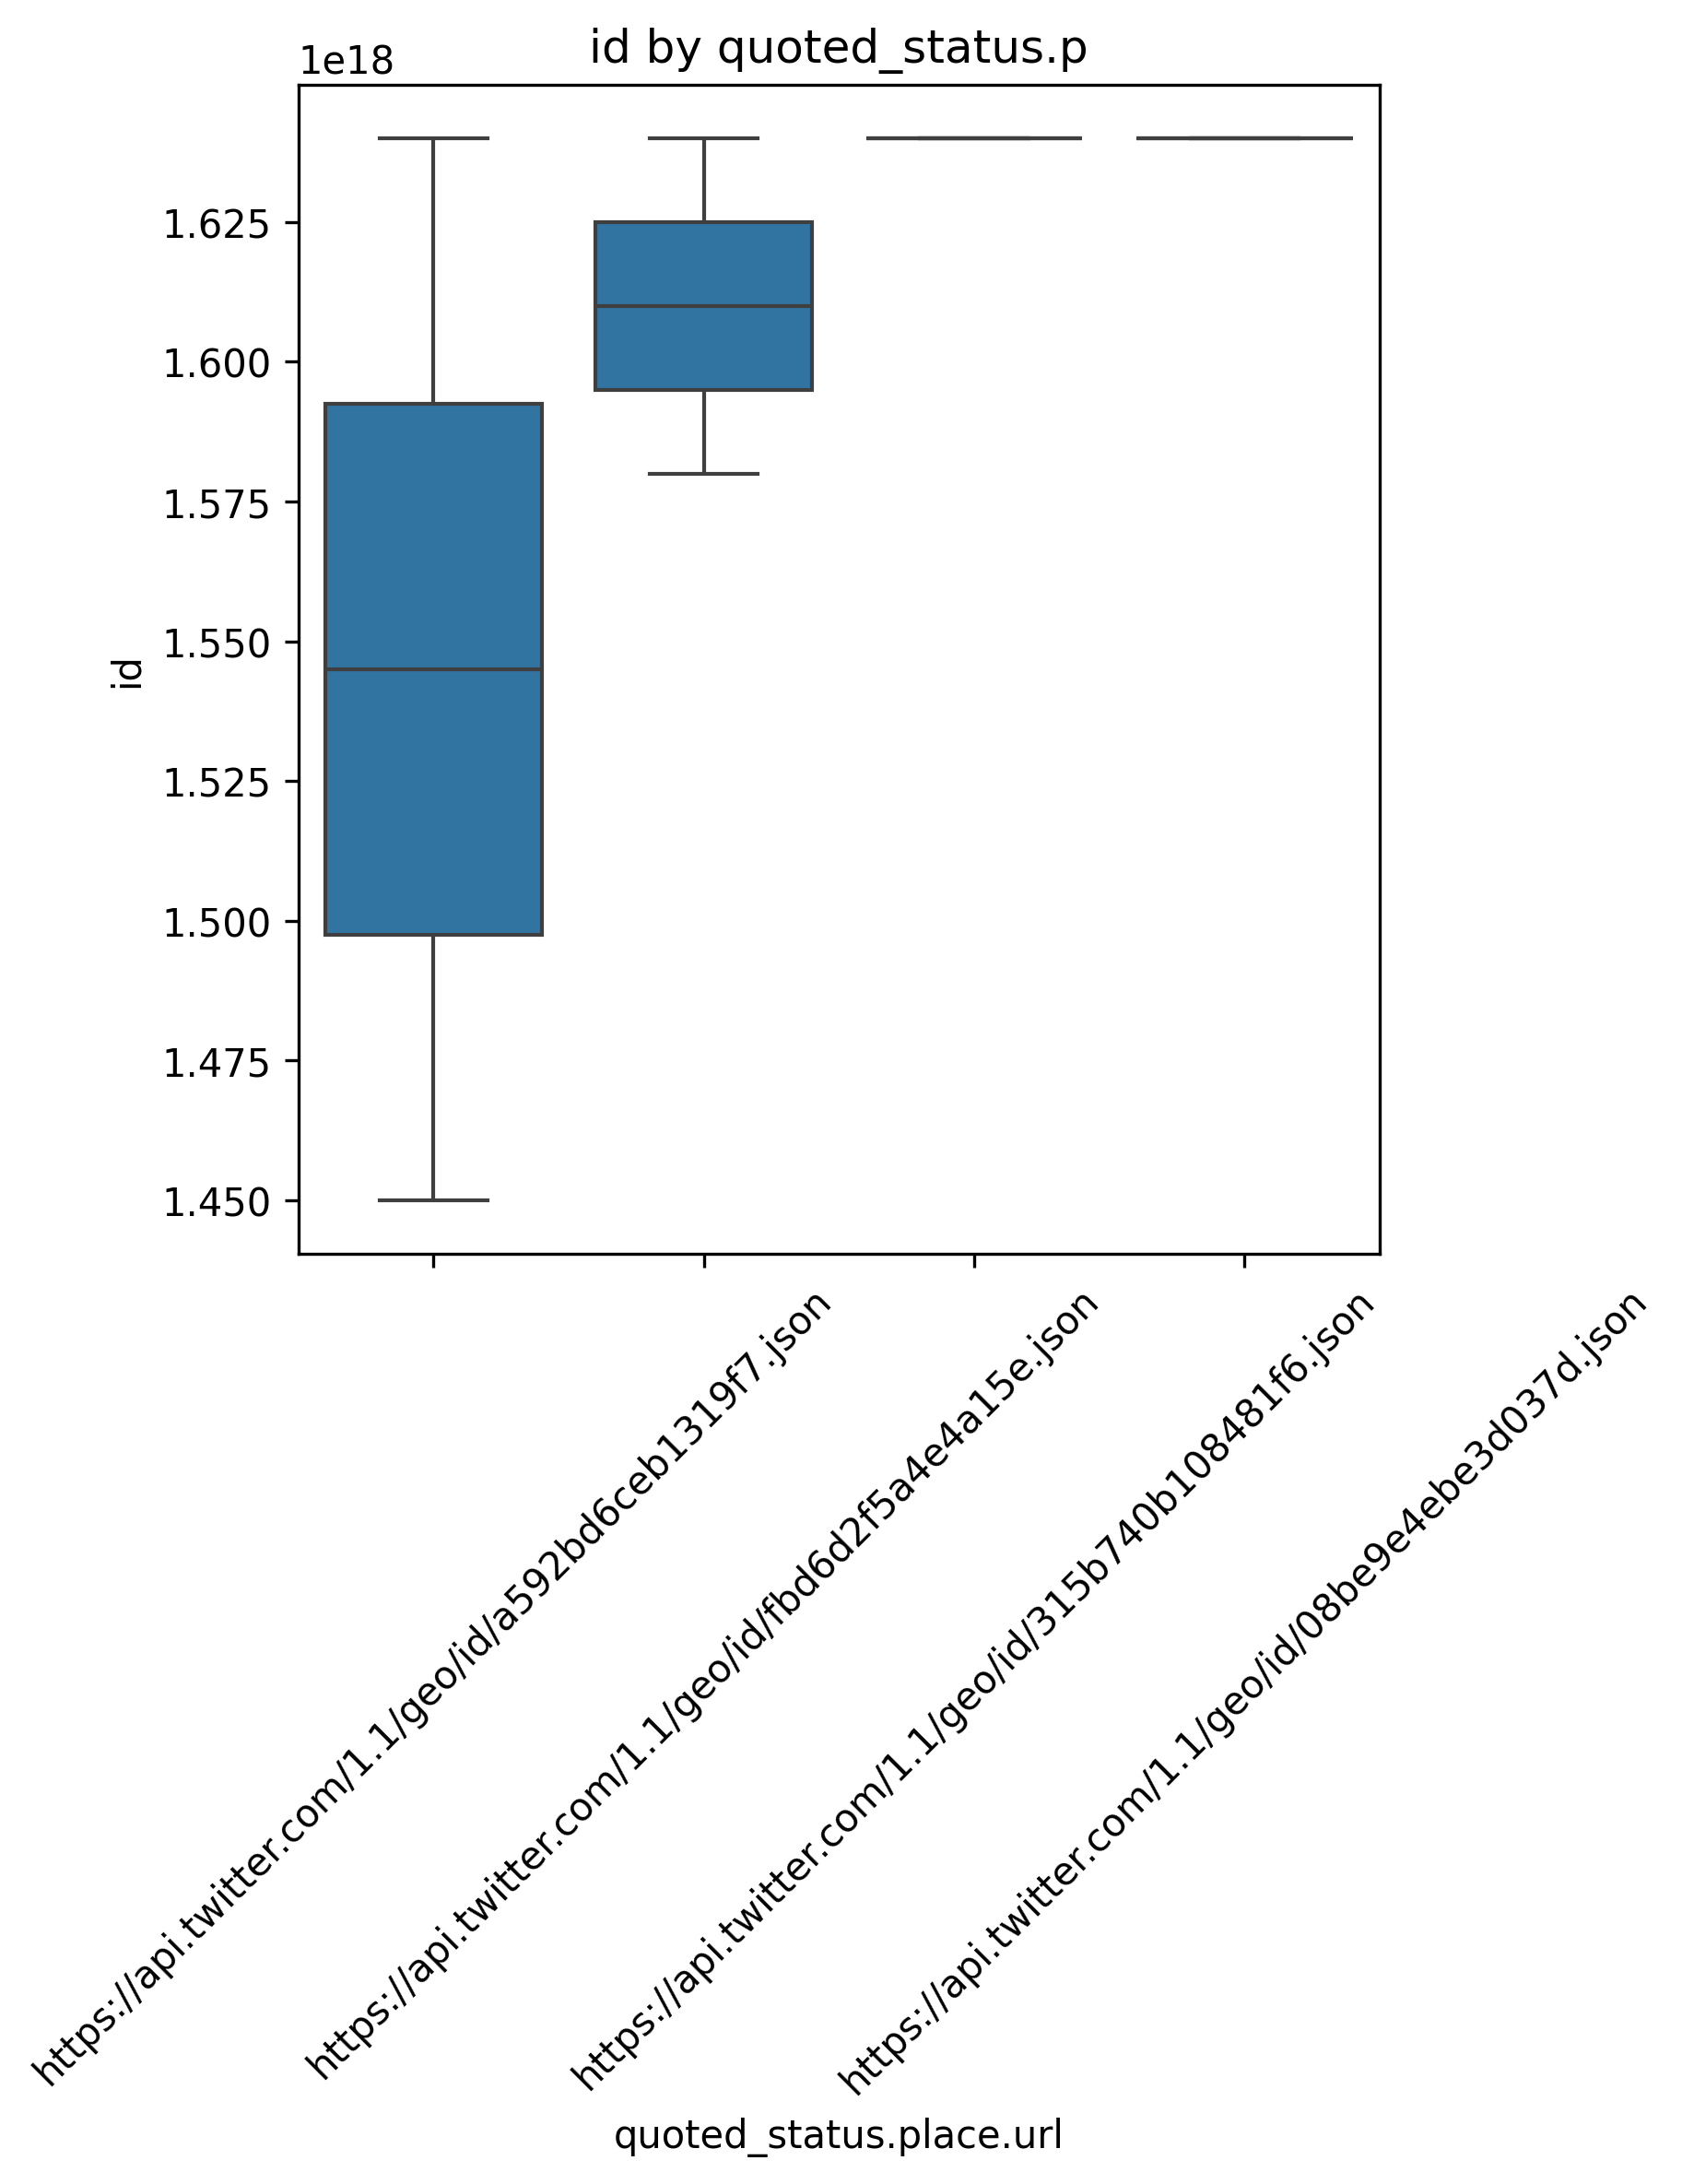 id by quoted_status.p
1e18
1.625
1.600
1.575
1.550
1.525
1.500
1.475
1.450
id
https://api.twitter.com/1.1/geo/id/a592bd6ceb1319f7.json
https://api.twitter.com/1.1/geo/id/fbd6d2f5a4e4a15e.json
https://api.twitter.com/1.1/geo/id/315b740b108481f6.json
https://api.twitter.com/1.1/geo/id/08be9e4ebe3d037d.json
quoted_status.place.url